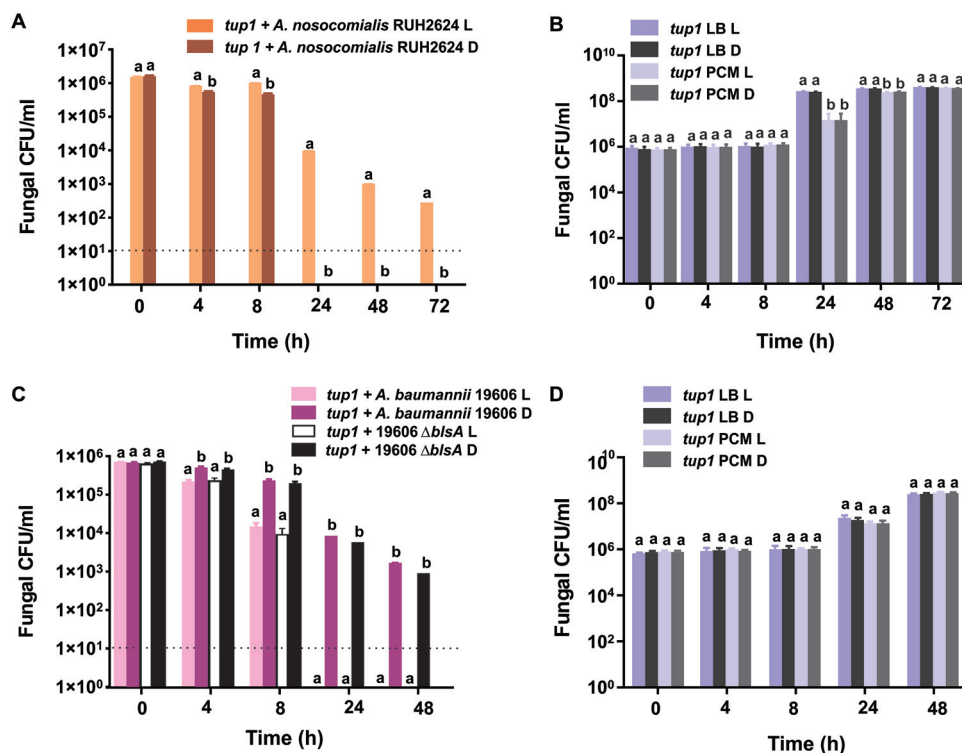 A
tup1 + A. nosocomialis RUH2624 L
tup 1 + A. nosocomialis RUH2624 D
Fungal CFU/ml
1×10⁷
1×10⁶
1×10⁵
1×10⁴
1×10³
1×10²
1×10¹
1×10⁰
a a a b a b a b a b a b
0 4 8 24 48 72
Time (h)
B
tup1 LB L
tup1 LB D
tup1 PCM L
tup1 PCM D
Fungal CFU/ml
10¹⁰
10⁸
10⁶
10⁴
10²
10⁰
a a a a a a a a a a a a a a b b a a b b a a a a
0 4 8 24 48 72
Time (h)
C
tup1 + A. baumannii 19606 L
tup1 + A. baumannii 19606 D
tup1 + 19606 ΔblsA L
tup1 + 19606 ΔblsA D
Fungal CFU/ml
1×10⁶
1×10⁵
1×10⁴
1×10³
1×10²
1×10¹
1×10⁰
a a a a a b a b a b a b a b a b a b a b
0 4 8 24 48
Time (h)
D
tup1 LB L
tup1 LB D
tup1 PCM L
tup1 PCM D
Fungal CFU/ml
10¹⁰
10⁸
10⁶
10⁴
10²
10⁰
a a a a a a a a a a a a a a a a a a a a
0 4 8 24 48
Time (h)